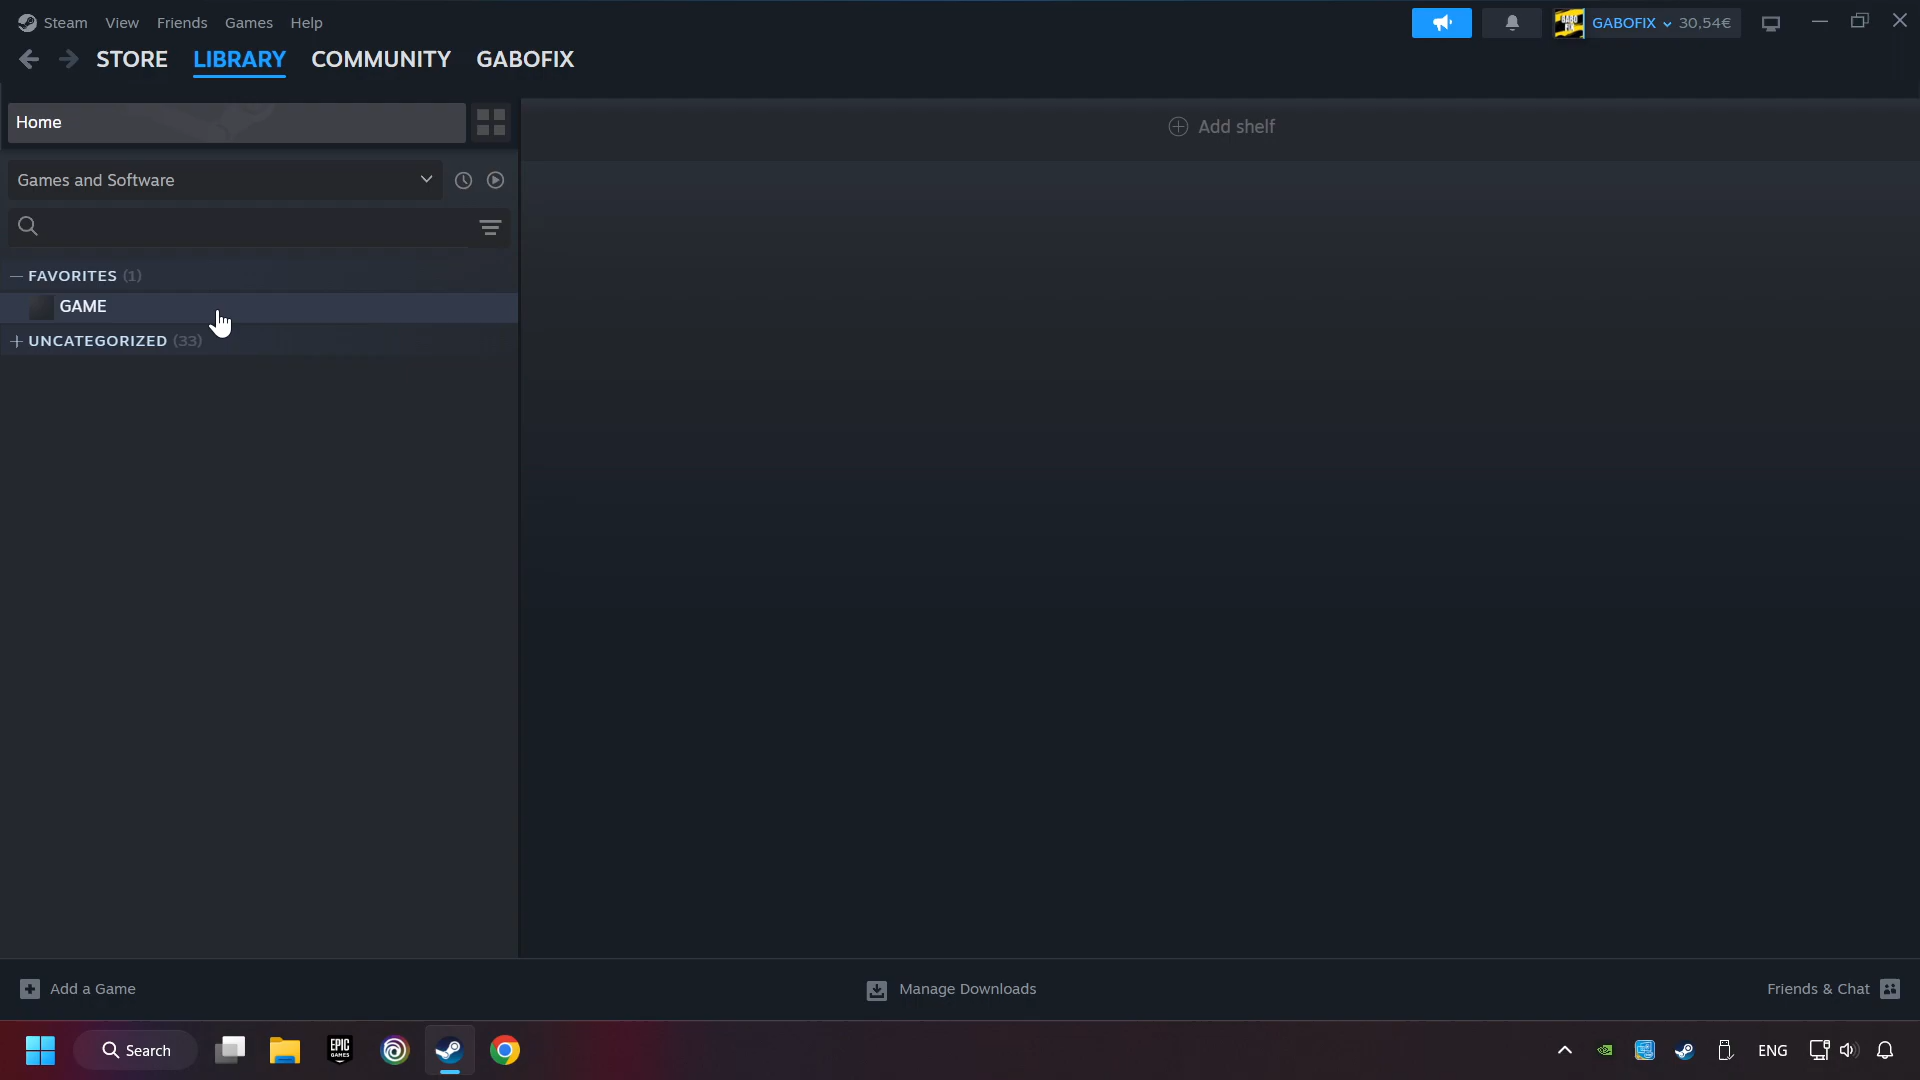 Steam View Friends Games Help
GABOFIX 30,54€
STORE LIBRARY COMMUNITY GABOFIX
Home
Add shelf
Games and Software
FAVORITES (1)
GAME
UNCATEGORIZED (33)
Add a Game
Manage Downloads
Friends & Chat
Search
EPIC
GAMES
ENG